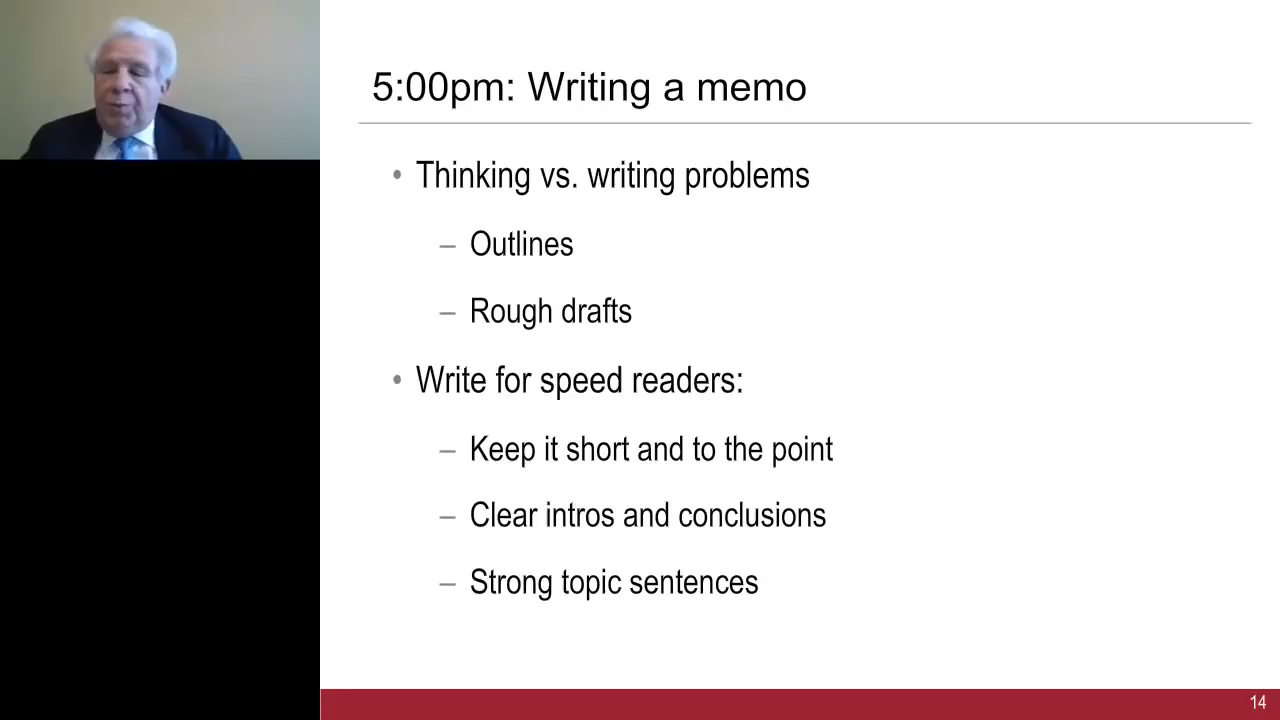 5:00pm: Writing a memo
• Thinking vs. writing problems
– Outlines
– Rough drafts
• Write for speed readers:
– Keep it short and to the point
– Clear intros and conclusions
– Strong topic sentences
14